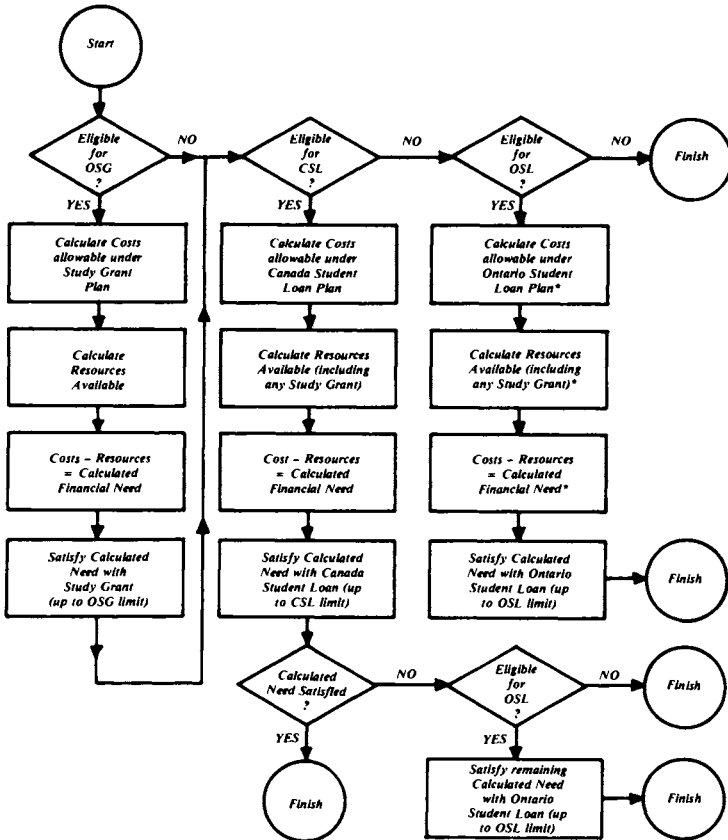 Start
Eligible
for
OSG
?
NO
YES
Calculate Costs
allowable under
Study Grant
Plan
Calculate
Resources
Available
Costs – Resources
= Calculated
Financial Need
Satisfy Calculated
Need with
Study Grant
(up to OSG limit)
Eligible
for
CSL
?
NO
YES
Calculate Costs
allowable under
Canada Student
Loan Plan
Calculate Resources
Available (including
any Study Grant)
Cost – Resources
= Calculated
Financial Need
Satisfy Calculated
Need with Canada
Student Loan (up
to CSL limit)
Calculated
Need Satisfied
?
NO
YES
Finish
Eligible
for
OSL
?
NO
Finish
YES
Calculate Costs
allowable under
Ontario Student
Loan Plan*
Calculate Resources
Available (including
any Study Grant)*
Costs – Resources
= Calculated
Financial Need*
Satisfy Calculated
Need with Ontario
Student Loan (up
to OSL limit)
Finish
Eligible
for
OSL
?
NO
Finish
YES
Satisfy remaining
Calculated Need
with Ontario
Student Loan (up
to OSL limit)
Finish